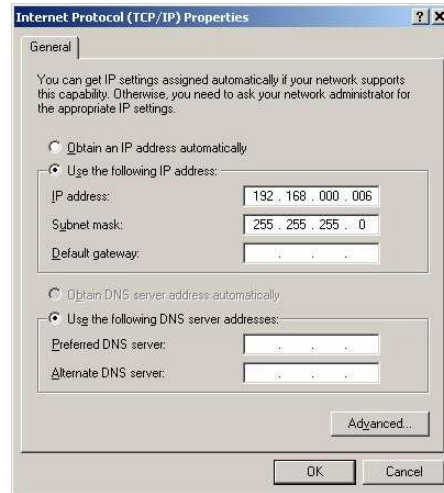 Internet Protocol (TCP/IP) Properties
General
You can get IP settings assigned automatically if your network supports
this capability. Otherwise, you need to ask your network administrator for
the appropriate IP settings.
Obtain an IP address automatically
Use the following IP address:
IP address: 192 . 168 . 000 . 006
Subnet mask: 255 . 255 . 255 . 0
Default gateway: . . .
Obtain DNS server address automatically
Use the following DNS server addresses:
Preferred DNS server: . . .
Alternate DNS server: . . .
Advanced...
OK Cancel